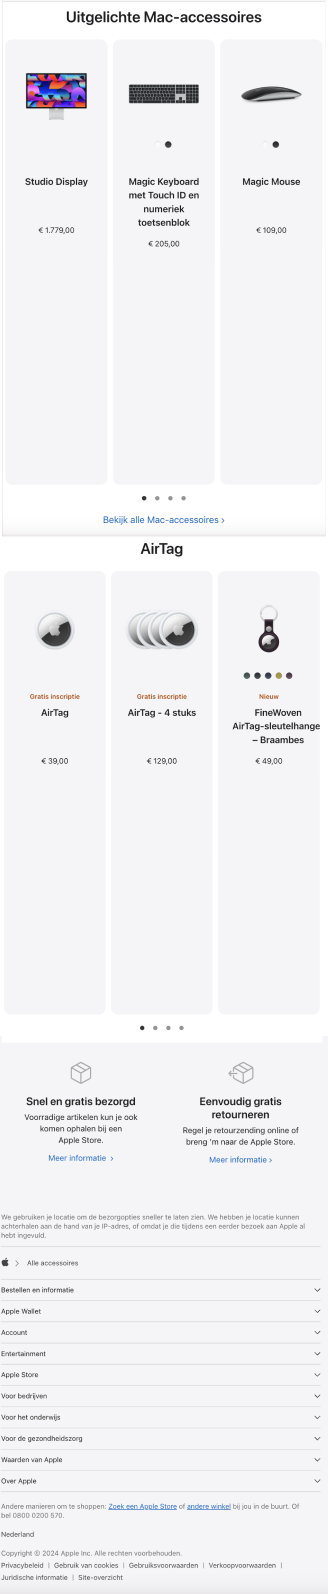 Uitgelichte Mac-accessoires
Studio Display
€ 1.779,00
Magic Keyboard
met Touch ID en
numeriek
toetsenblok
€ 205,00
Magic Mouse
€ 109,00
Bekijk alle Mac-accessoires >
AirTag
Gratis inscriptie
AirTag
€ 39,00
Gratis inscriptie
AirTag - 4 stuks
€ 129,00
Nieuw
FineWoven
AirTag-sleutelhange
– Braambes
€ 49,00
Snel en gratis bezorgd
Voorradige artikelen kun je ook
komen ophalen bij een
Apple Store.
Meer informatie >
Eenvoudig gratis
retourneren
Regel je retourzending online of
breng 'm naar de Apple Store.
Meer informatie >
We gebruiken je locatie om de bezorgopties sneller te laten zien. We hebben je locatie kunnen
achterhalen aan de hand van je IP-adres, of omdat je die tijdens een eerder bezoek aan Apple al
hebt ingevuld.
Alle accessoires
Bestellen en informatie
Apple Wallet
Account
Entertainment
Apple Store
Voor bedrijven
Voor het onderwijs
Voor de gezondheidszorg
Waarden van Apple
Over Apple
Andere manieren om te shoppen: Zoek een Apple Store of andere winkel bij jou in de buurt. Of
bel 0800 0200 570.
Nederland
Copyright © 2024 Apple Inc. Alle rechten voorbehouden.
Privacybeleid | Gebruik van cookies | Gebruiksvoorwaarden | Verkoopvoorwaarden |
Juridische informatie | Site-overzicht